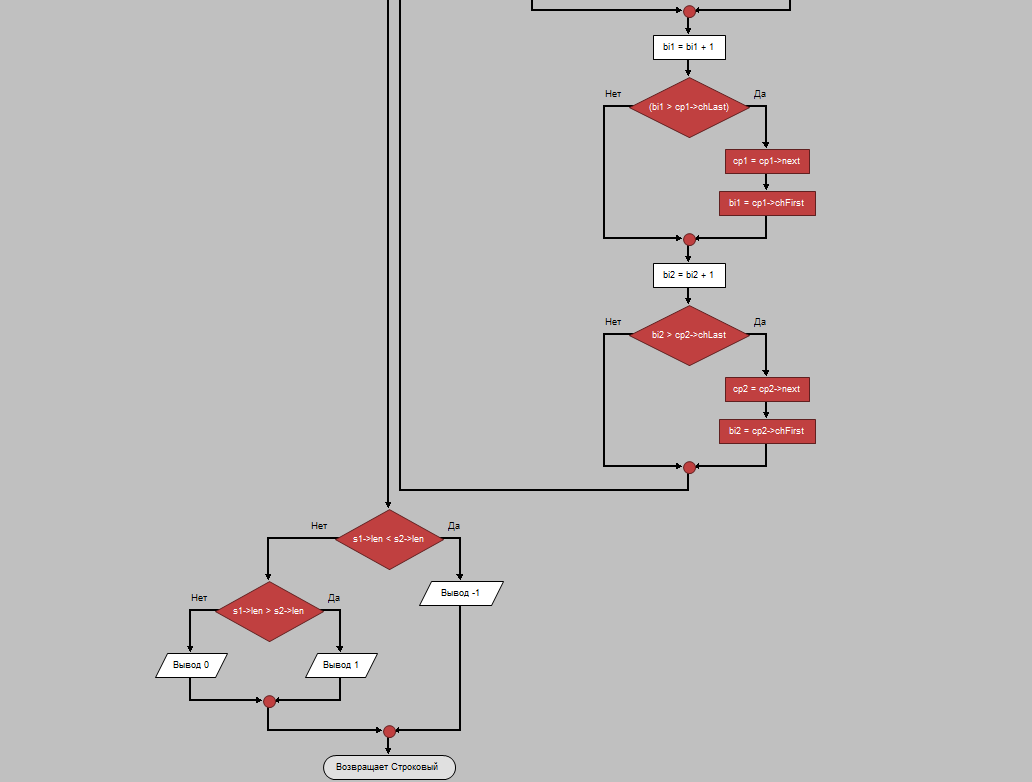 bi1 = bi1 + 1
Нет
Да
(bi1 > cp1->chLast)
cp1 = cp1->next
bi1 = cp1->chFirst
bi2 = bi2 + 1
Нет
Да
bi2 > cp2->chLast
cp2 = cp2->next
bi2 = cp2->chFirst
Нет
Да
s1->len < s2->len
Вывод -1
Нет
Да
s1->len > s2->len
Вывод 0
Вывод 1
Возвращает Строковый